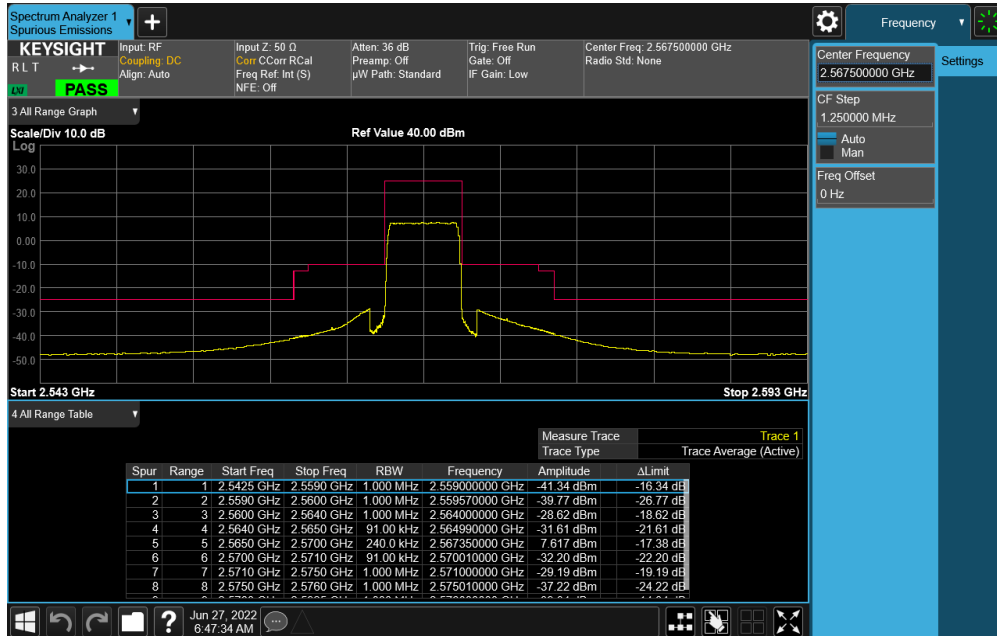 Spectrum Analyzer 1
Spurious Emissions
Frequency
KEYSIGHT
RLT
LXI
PASS
Input: RF
Coupling: DC
Align: Auto
Input Z: 50 Ω
Corr CCorr RCal
Freq Ref: Int (S)
NFE: Off
Atten: 36 dB
Preamp: Off
µW Path: Standard
Trig: Free Run
Gate: Off
IF Gain: Low
Center Freq: 2.567500000 GHz
Radio Std: None
Center Frequency
2.567500000 GHz
Settings
CF Step
1.250000 MHz
Auto
Man
Freq Offset
0 Hz
3 All Range Graph
Scale/Div 10.0 dB
Ref Value 40.00 dBm
Log
30.0
20.0
10.0
0.00
-10.0
-20.0
-30.0
-40.0
-50.0
Start 2.543 GHz
Stop 2.593 GHz
4 All Range Table
Measure Trace Trace 1
Trace Type Trace Average (Active)
Spur Range Start Freq Stop Freq RBW Frequency Amplitude ΔLimit
1 1 2.5425 GHz 2.5590 GHz 1.000 MHz 2.559000000 GHz -41.34 dBm -16.34 dB
2 2 2.5590 GHz 2.5600 GHz 1.000 MHz 2.559570000 GHz -39.77 dBm -26.77 dB
3 3 2.5600 GHz 2.5640 GHz 1.000 MHz 2.564000000 GHz -28.62 dBm -18.62 dB
4 4 2.5640 GHz 2.5650 GHz 91.00 kHz 2.564990000 GHz -31.61 dBm -21.61 dB
5 5 2.5650 GHz 2.5700 GHz 240.0 kHz 2.567350000 GHz 7.617 dBm -17.38 dB
6 6 2.5700 GHz 2.5710 GHz 91.00 kHz 2.570010000 GHz -32.20 dBm -22.20 dB
7 7 2.5710 GHz 2.5750 GHz 1.000 MHz 2.571000000 GHz -29.19 dBm -19.19 dB
8 8 2.5750 GHz 2.5760 GHz 1.000 MHz 2.575010000 GHz -37.22 dBm -24.22 dB
Jun 27, 2022
6:47:34 AM